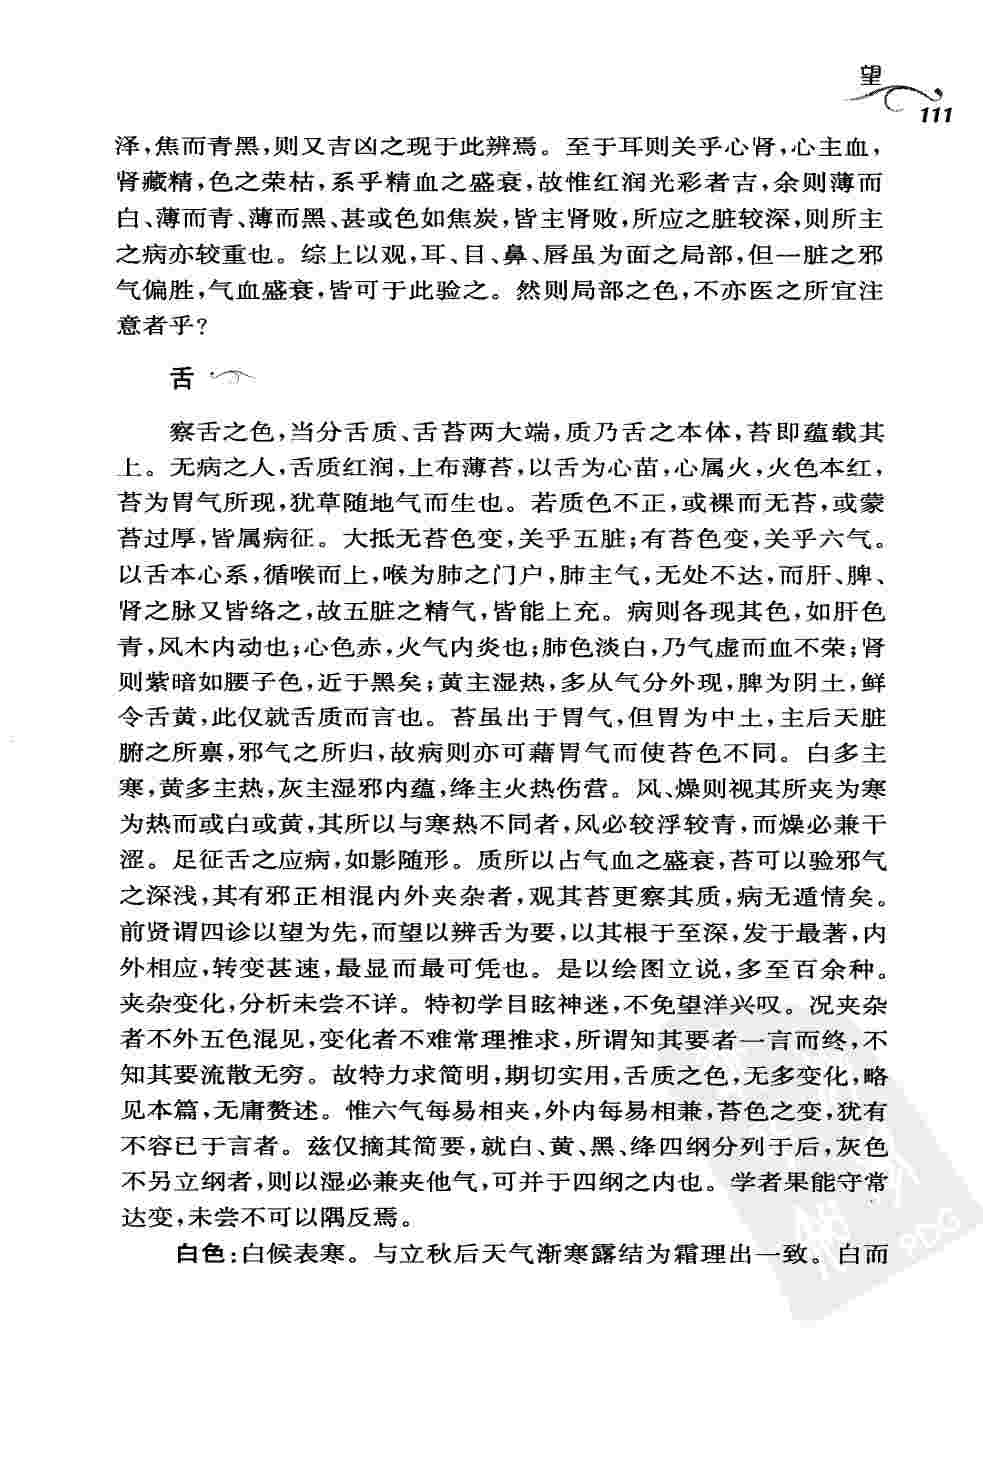 望
111
泽,焦而青黑,则又吉凶之现于此辨焉。至于耳则关乎心肾,心主血,
肾藏精,色之荣枯,系乎精血之盛衰,故惟红润光彩者吉,余则薄而
白、薄而青、薄而黑、甚或色如焦炭,皆主肾败,所应之脏较深,则所主
之病亦较重也。综上以观,耳、目、鼻、唇虽为面之局部,但一脏之邪
气偏胜,气血盛衰,皆可于此验之。然则局部之色,不亦医之所宜注
意者乎?
舌
察舌之色,当分舌质、舌苔两大端,质乃舌之本体,苔即蕴载其
上。无病之人,舌质红润,上布薄苔,以舌为心苗,心属火,火色本红,
苔为胃气所现,犹草随地气而生也。若质色不正,或裸而无苔,或蒙
苔过厚,皆属病征。大抵无苔色变,关乎五脏;有苔色变,关乎六气。
以舌本心系,循喉而上,喉为肺之门户,肺主气,无处不达,而肝、脾、
肾之脉又皆络之,故五脏之精气,皆能上充。病则各现其色,如肝色
青,风木内动也;心色赤,火气内炎也;肺色淡白,乃气虚而血不荣;肾
则紫暗如腰子色,近于黑矣;黄主湿热,多从气分外现,脾为阴土,鲜
令舌黄,此仅就舌质而言也。苔虽出于胃气,但胃为中土,主后天脏
腑之所禀,邪气之所归,故病则亦可藉胃气而使苔色不同。白多主
寒,黄多主热,灰主湿邪内蕴,绛主火热伤营。风、燥则视其所夹为寒
为热而或白或黄,其所以与寒热不同者,风必较浮较青,而燥必兼干
涩。足征舌之应病,如影随形。质所以占气血之盛衰,苔可以验邪气
之深浅,其有邪正相混内外夹杂者,观其苔更察其质,病无遁情矣。
前贤谓四诊以望为先,而望以辨舌为要,以其根于至深,发于最著,内
外相应,转变甚速,最显而最可凭也。是以绘图立说,多至百余种。
夹杂变化,分析未尝不详。特初学目眩神迷,不免望洋兴叹。况夹杂
者不外五色混见,变化者不难常理推求,所谓知其要者一言而终,不
知其要流散无穷。故特力求简明,期切实用,舌质之色,无多变化,略
见本篇,无庸赘述。惟六气每易相夹,外内每易相兼,苔色之变,犹有
不容已于言者。兹仅摘其简要,就白、黄、黑、绛四纲分列于后,灰色
不另立纲者,则以湿必兼夹他气,可并于四纲之内也。学者果能守常
达变,未尝不可以隅反焉。
白色:白候表寒。与立秋后天气渐寒露结为霜理出一致。白而
PDG